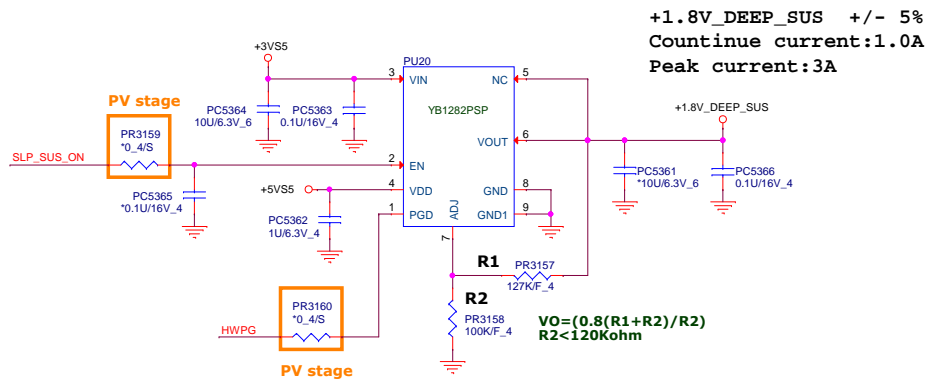 +1.8V_DEEP_SUS +/- 5%
Countinue current:1.0A
Peak current:3A
+3VS5
PU20
3
VIN
NC
5
YB1282PSP
PC5364
10U/6.3V_6
PC5363
0.1U/16V_4
PV stage
PR3159
*0_4/S
SLP_SUS_ON
2
EN
VOUT
6
+1.8V_DEEP_SUS
PC5361
*10U/6.3V_6
PC5366
0.1U/16V_4
PC5365
*0.1U/16V_4
+5VS5
4
VDD
GND
8
1
PGD
ADJ
GND1
9
PC5362
1U/6.3V_4
7
R1
PR3157
127K/F_4
R2
PR3158
100K/F_4
VO=(0.8(R1+R2)/R2)
R2<120Kohm
PR3160
*0_4/S
HWPG
PV stage